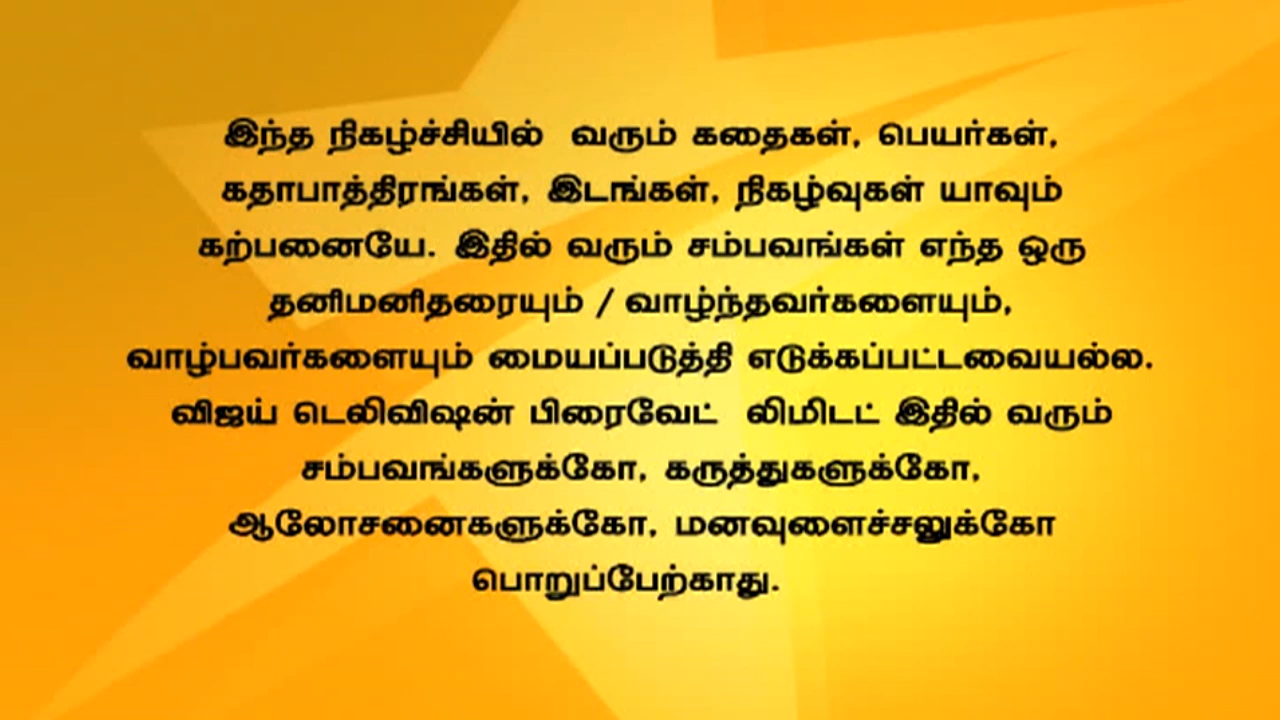 இந்த நிகழ்ச்சியில் வரும் கதைகள், பெயர்கள்,
கதாபாத்திரங்கள், இடங்கள், நிகழ்வுகள் யாவும்
கற்பனையே. இதில் வரும் சம்பவங்கள் எந்த ஒரு
தனிமனிதரையும் / வாழ்ந்தவர்களையும்,
வாழ்பவர்களையும் மையப்படுத்தி எடுக்கப்பட்டவையல்ல.
விஜய் டெலிவிஷன் பிரைவேட் லிமிடட் இதில் வரும்
சம்பவங்களுக்கோ, கருத்துகளுக்கோ,
ஆலோசனைகளுக்கோ, மனவுளைச்சலுக்கோ
பொறுப்பேற்காது.